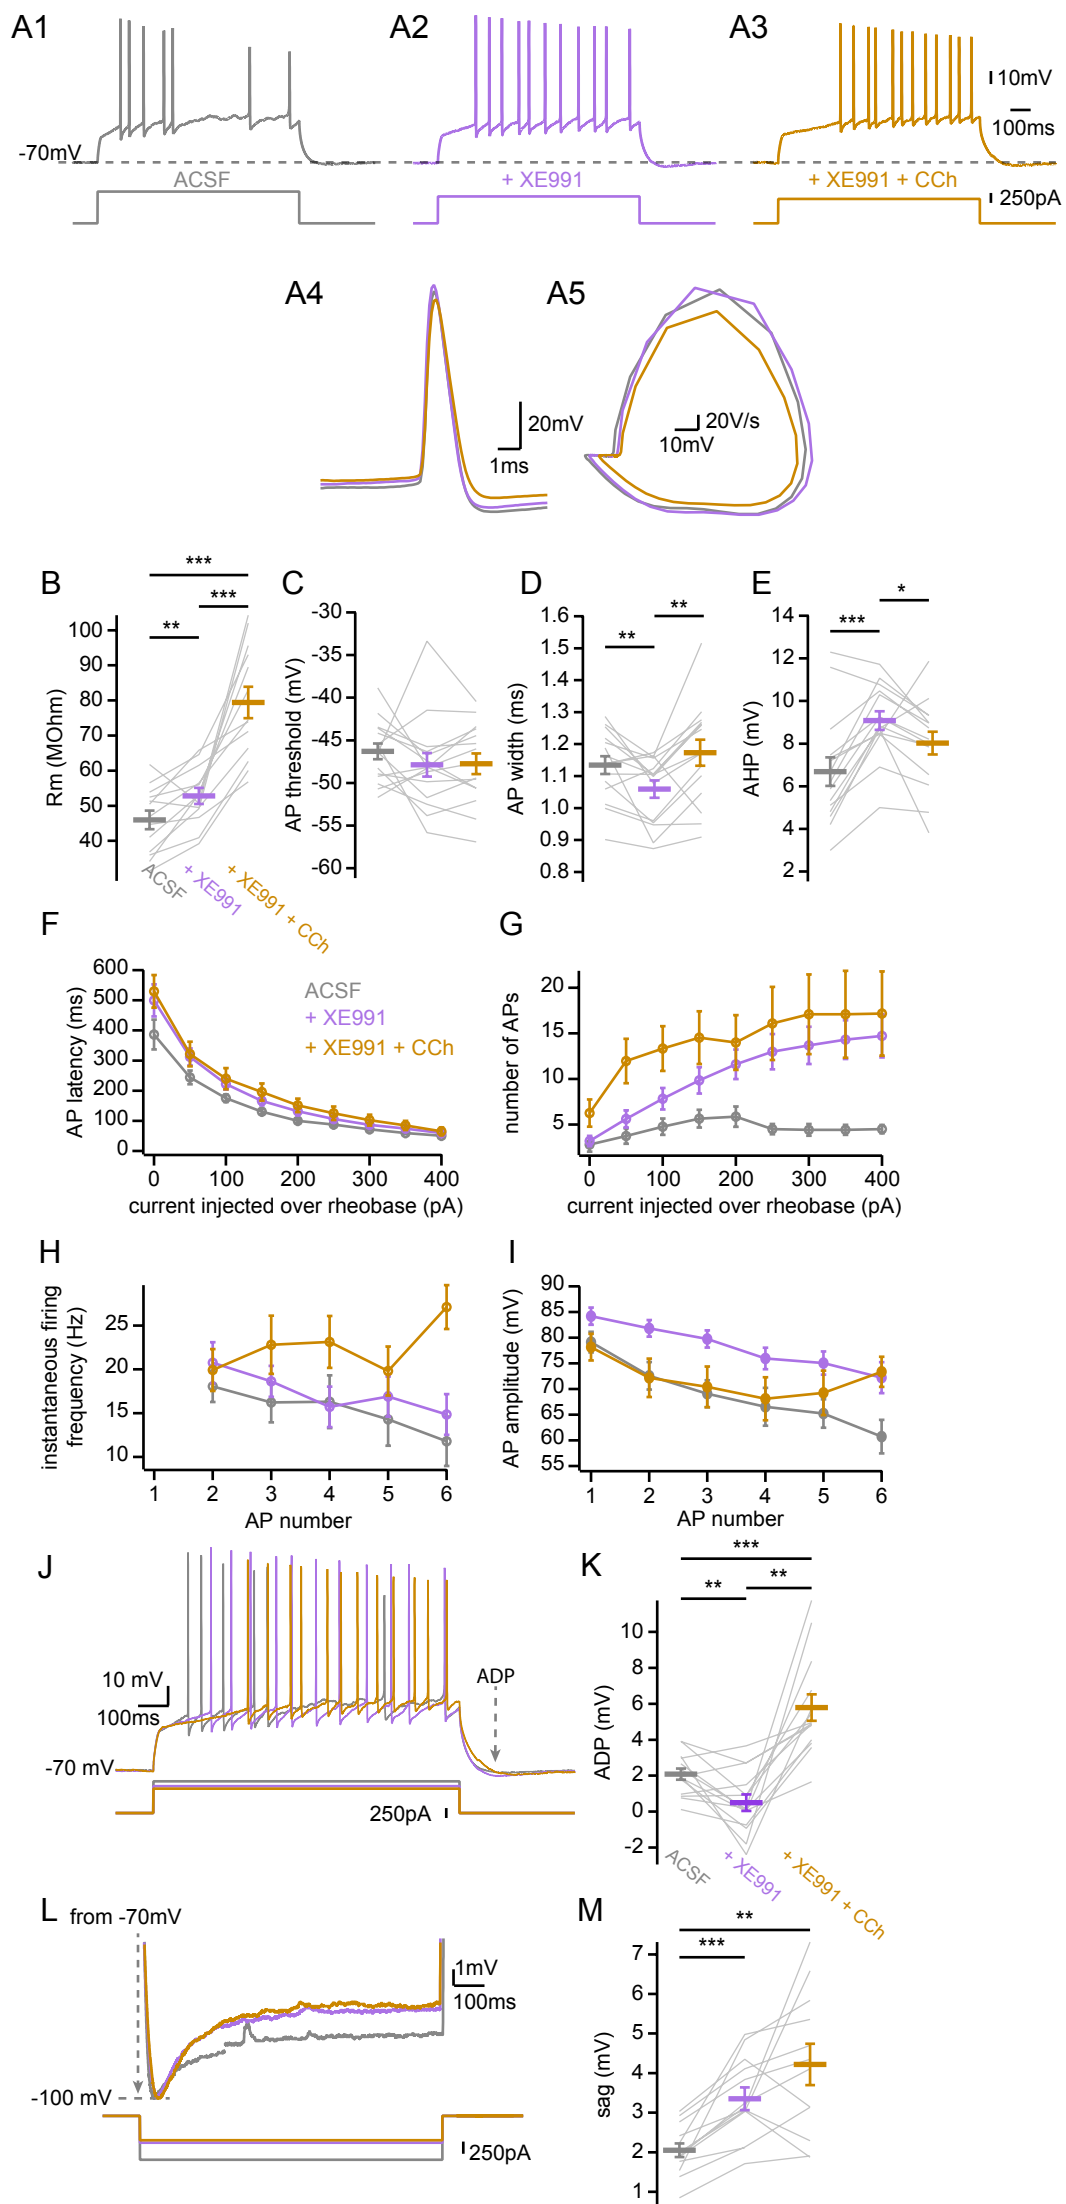 A1
A2
A3
10mV
100ms
-70mV
ACSF
+ XE991
+ XE991 + CCh
250pA
A4
A5
20mV
1ms
20V/s
10mV
B
***
***
**
Rm (MOhm)
100
90
80
70
60
50
40
ACSF
+ XE991
+ XE991 + CCh
C
AP threshold (mV)
-30
-35
-40
-45
-50
-55
-60
D
**
**
AP width (ms)
1.6
1.5
1.4
1.3
1.2
1.1
1.0
0.9
0.8
E
*
***
AHP (mV)
14
12
10
8
6
4
2
F
AP latency (ms)
600
500
400
300
200
100
0
ACSF
+ XE991
+ XE991 + CCh
0 100 200 300 400
current injected over rheobase (pA)
G
number of APs
20
15
10
5
0 100 200 300 400
current injected over rheobase (pA)
H
instantaneous firing
frequency (Hz)
25
20
15
10
1 2 3 4 5 6
AP number
I
AP amplitude (mV)
90
85
80
75
70
65
60
55
1 2 3 4 5 6
AP number
J
10 mV
100ms
ADP
-70 mV
250pA
K
***
**
**
ADP (mV)
10
8
6
4
2
0
-2
ACSF
+ XE991
+ XE991 + CCh
L
from -70mV
1mV
100ms
-100 mV
250pA
M
**
***
sag (mV)
7
6
5
4
3
2
1